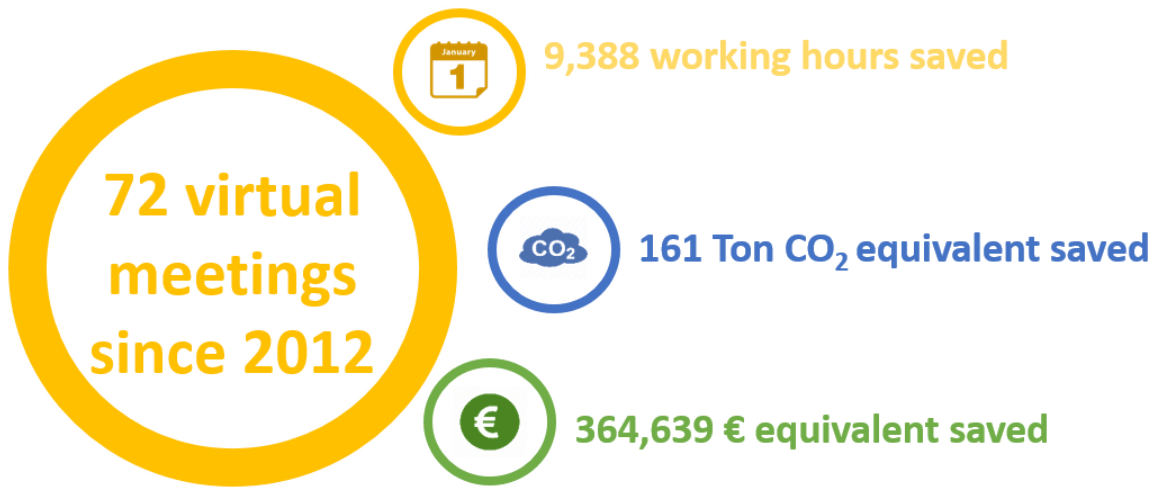 January
1
9,388 working hours saved
72 virtual
meetings
since 2012
CO₂
161 Ton CO₂ equivalent saved
€
364,639 € equivalent saved